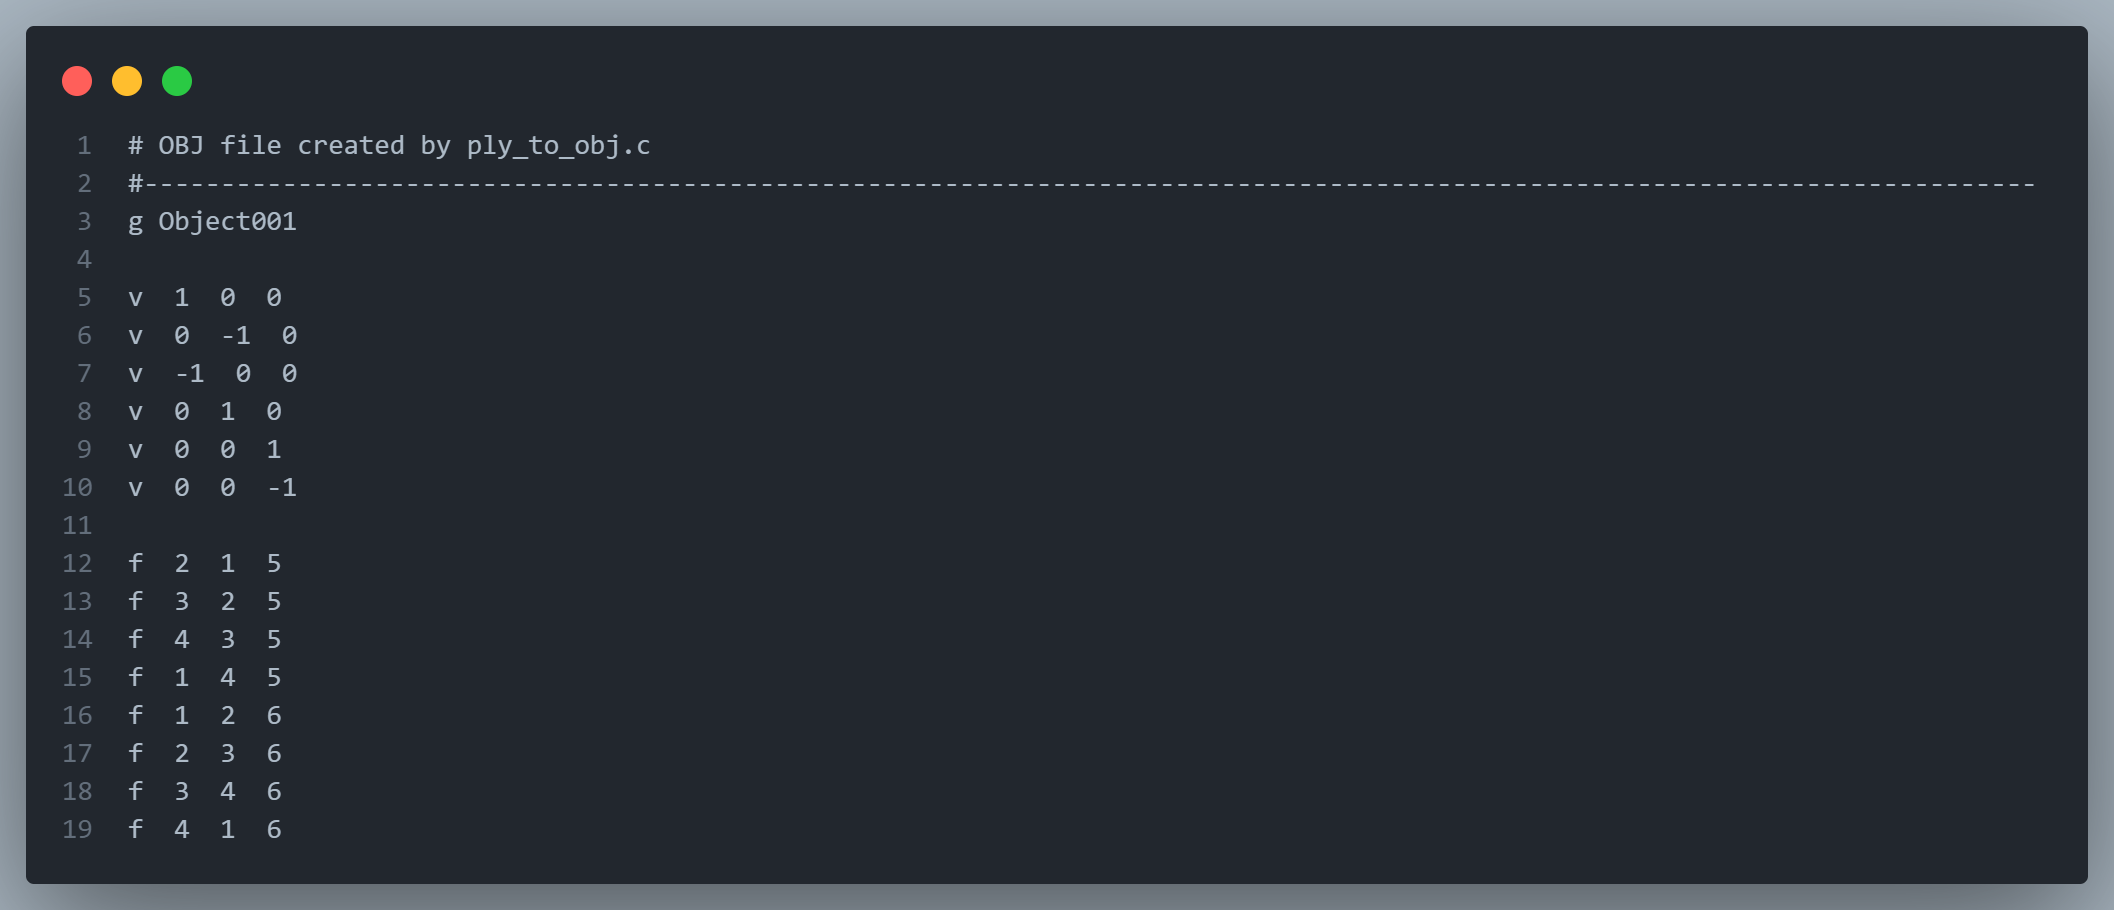 1 # OBJ file created by ply_to_obj.c
2 #--------------------------------------------------------------------------------------------------------------------------
3 g Object001
4
5 v  1  0  0
6 v  0  -1  0
7 v  -1  0  0
8 v  0  1  0
9 v  0  0  1
10 v  0  0  -1
11
12 f  2  1  5
13 f  3  2  5
14 f  4  3  5
15 f  1  4  5
16 f  1  2  6
17 f  2  3  6
18 f  3  4  6
19 f  4  1  6